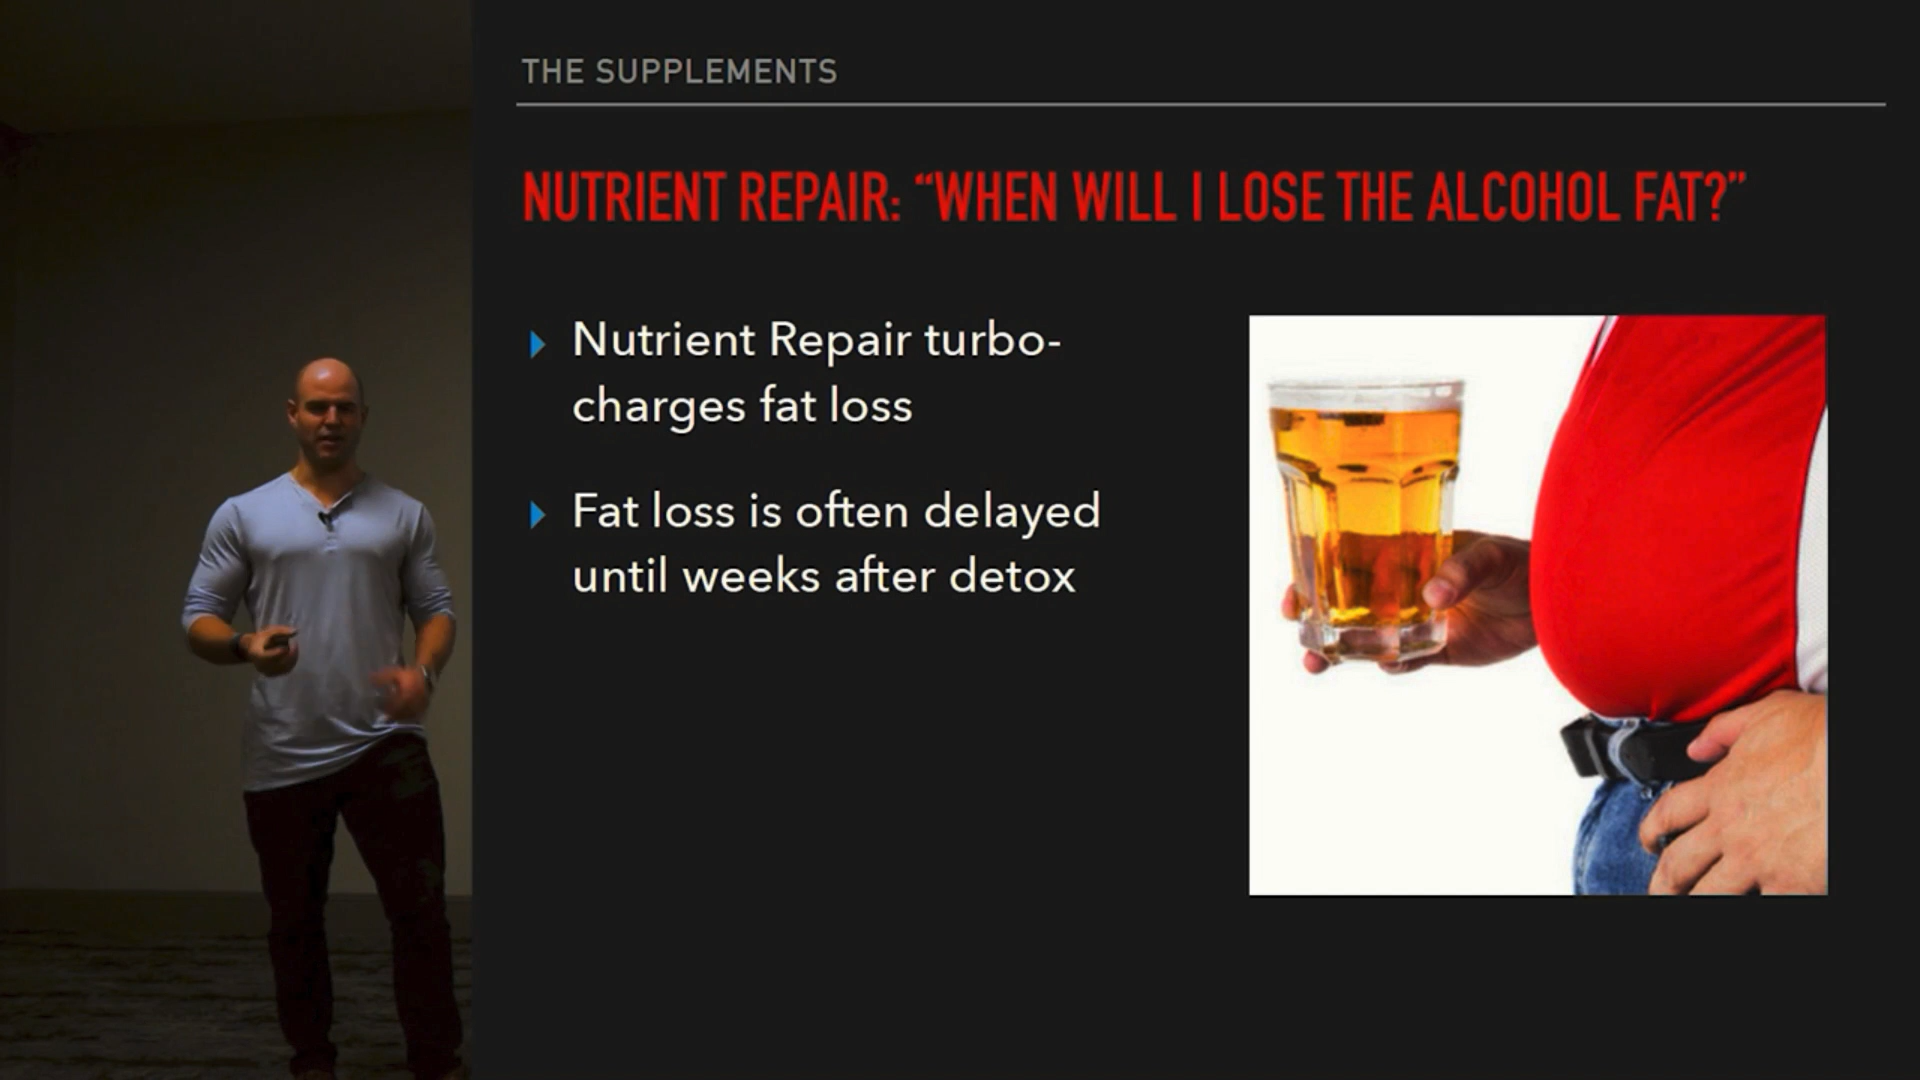 THE SUPPLEMENTS
NUTRIENT REPAIR: “WHEN WILL I LOSE THE ALCOHOL FAT?”
Nutrient Repair turbo-
charges fat loss
Fat loss is often delayed
until weeks after detox